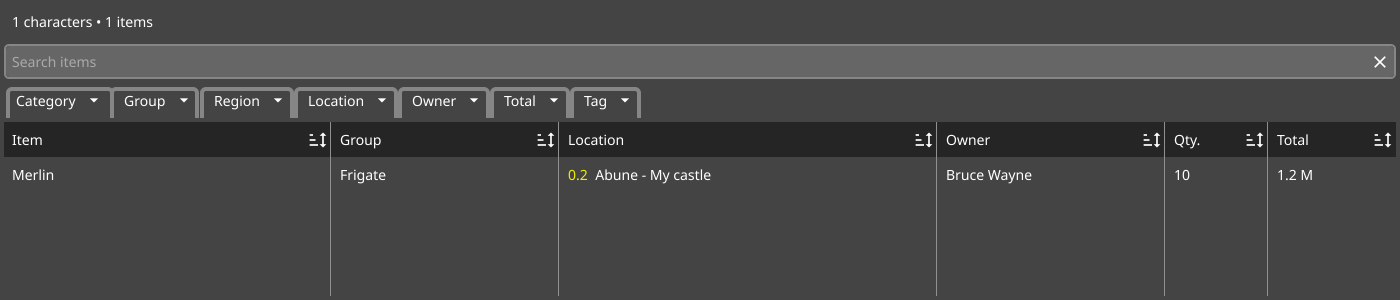 1 characters • 1 items
Search items
Category Group Region Location Owner Total Tag
Item Group Location Owner Qty. Total
Merlin Frigate 0.2 Abune - My castle Bruce Wayne 10 1.2 M